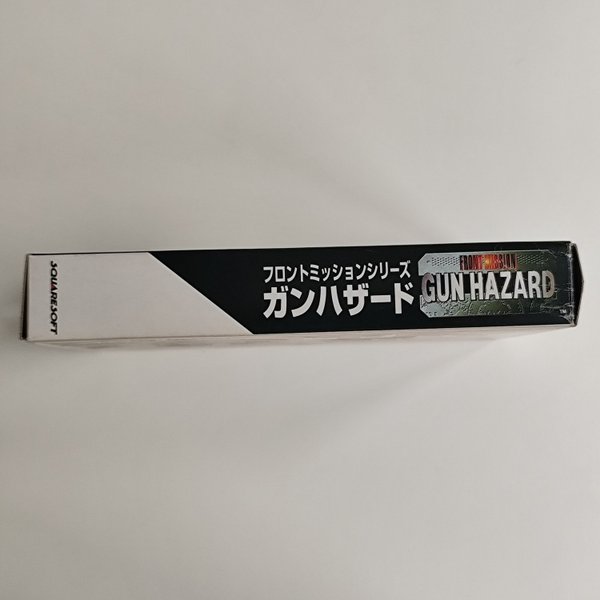 SQUARESOFT
フロントミッションシリーズ
ガンハザード
FRONT MISSION
GUN HAZARD
TM